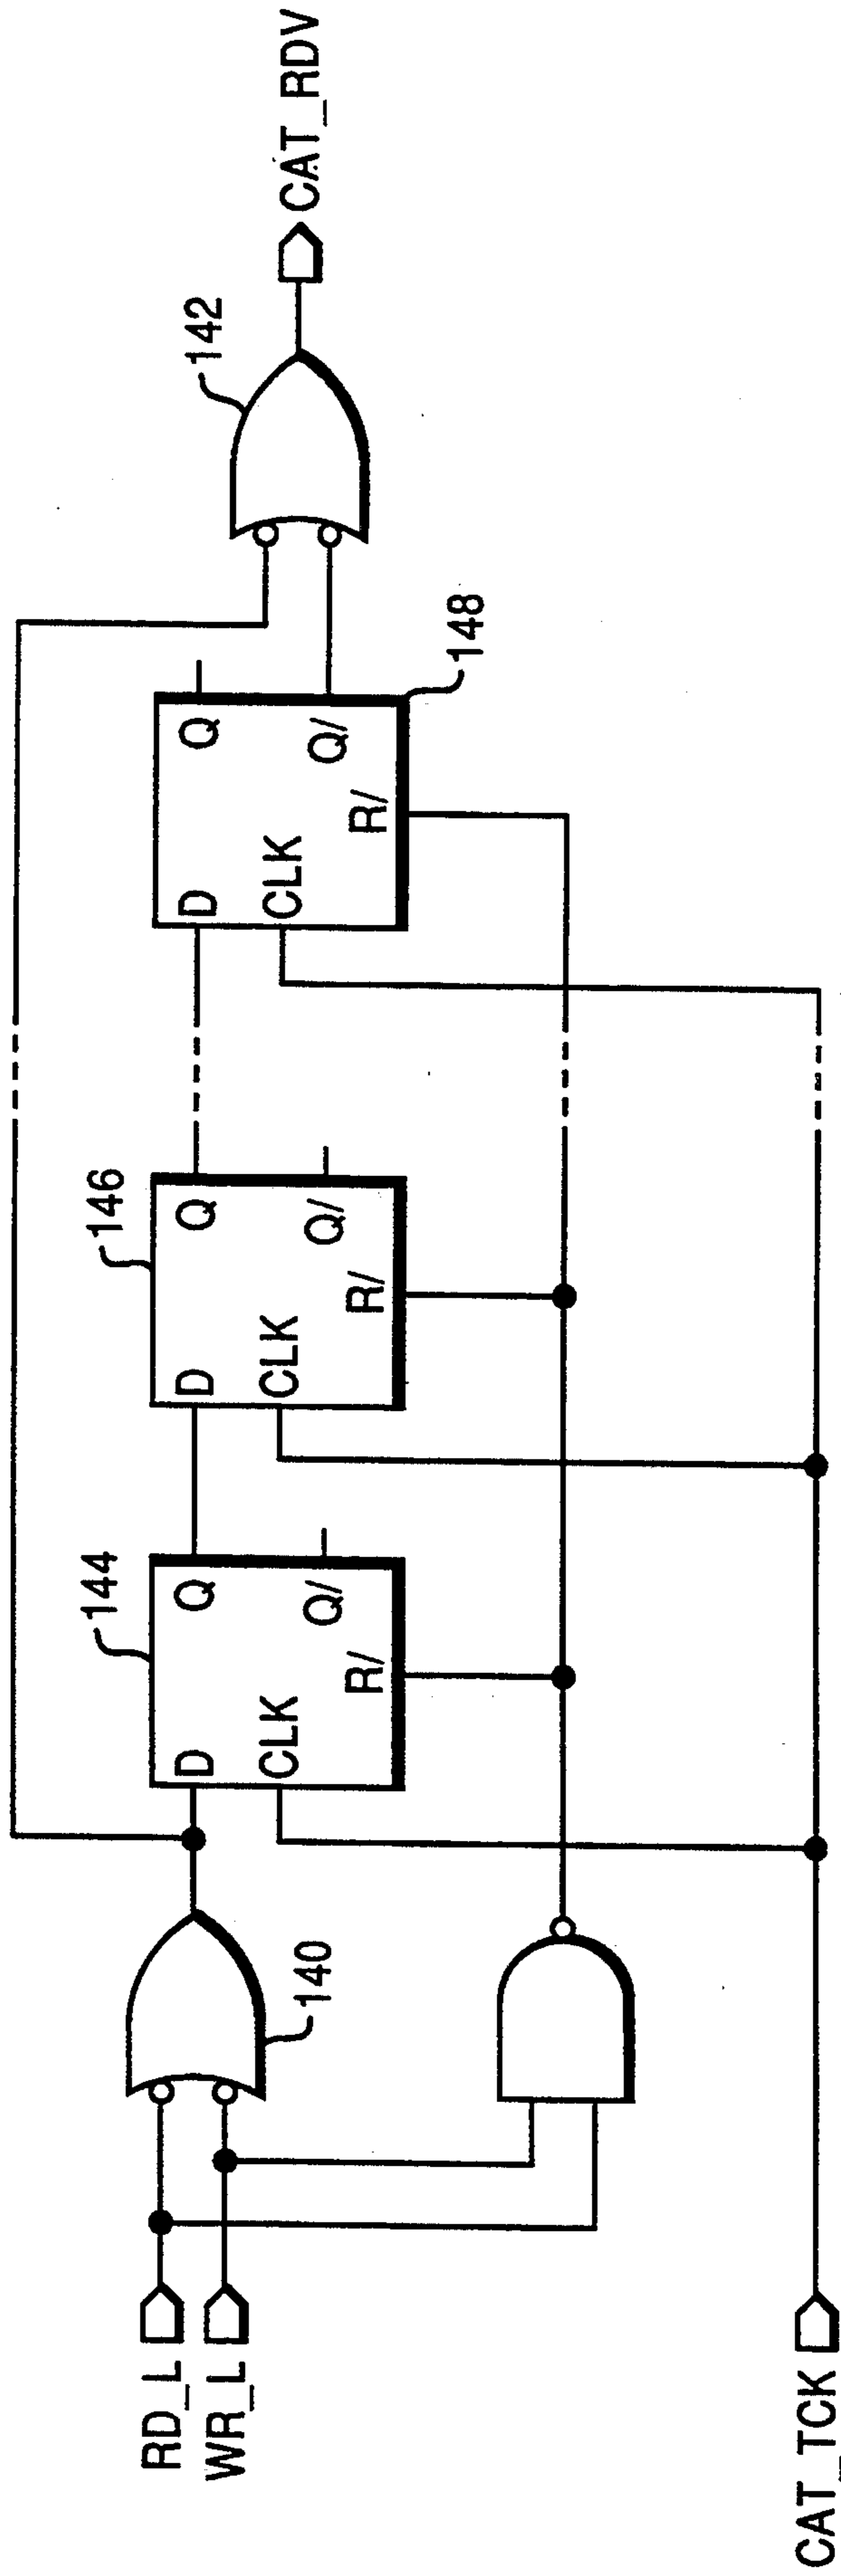 RD_L
WR_L
CAT_TCK
140
144
D
Q
CLK
Q/
R/
146
D
Q
CLK
Q/
R/
148
D
Q
CLK
Q/
R/
142
CAT_RDV